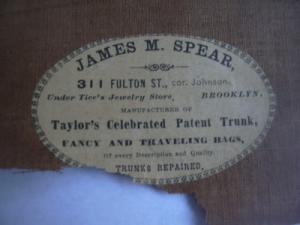 JAMES M. SPEAR,
311 FULTON ST., cor. Johnson,
Under Tice's Jewelry Store, BROOKLYN,
MANUFACTURER OF
Taylor's Celebrated Patent Trunk,
FANCY AND TRAVELING BAGS,
Of every Description and Quality.
TRUNKS REPAIRED,